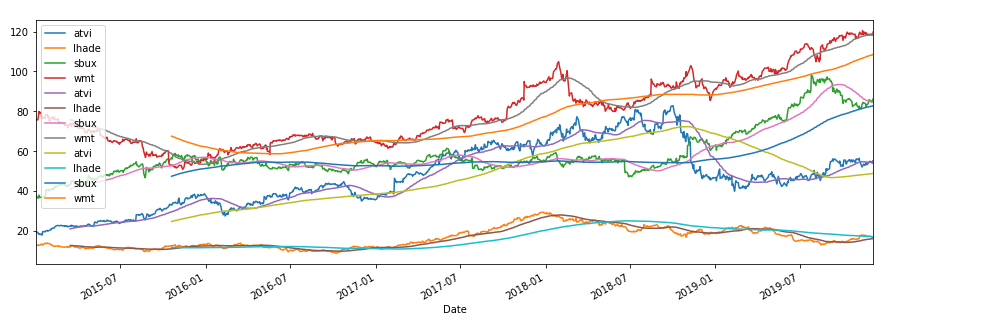 120
100
80
60
40
20
atvi
lhade
sbux
wmt
atvi
lhade
sbux
wmt
atvi
lhade
sbux
wmt
2015-07
2016-01
2016-07
2017-01
2017-07
2018-01
2018-07
2019-01
2019-07
Date